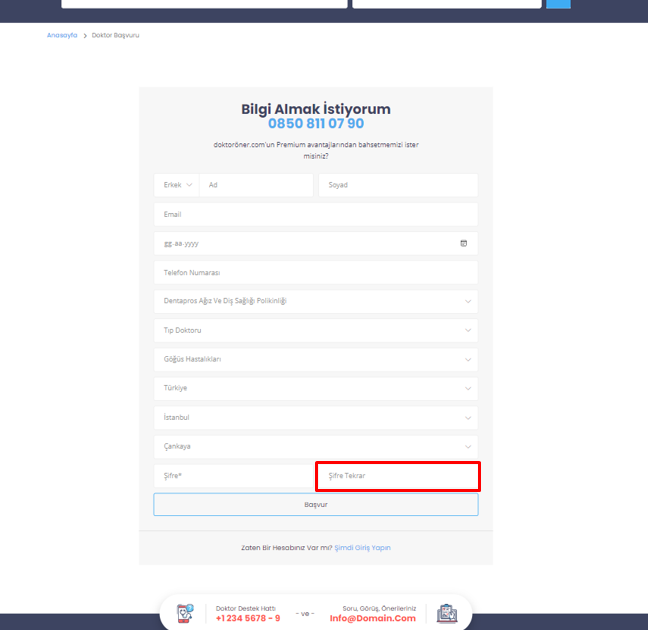 Anasayfa > Doktor Başvuru
Bilgi Almak İstiyorum
0850 811 07 90
doktoröner.com'un Premium avantajlarından bahsetmemizi ister
misiniz?
Erkek Ad Soyad
Email
gg.aa.yyyy
Telefon Numarası
Dentapros Ağız Ve Diş Sağlığı Polikinliği
Tıp Doktoru
Göğüs Hastalıkları
Türkiye
İstanbul
Çankaya
Şifre* Şifre Tekrar
Başvur
Zaten Bir Hesabınız Var mı? Şimdi Giriş Yapın
Doktor Destek Hattı
+1 234 5678 - 9
- ve -
Soru, Görüş, Önerileriniz
Info@Domain.Com